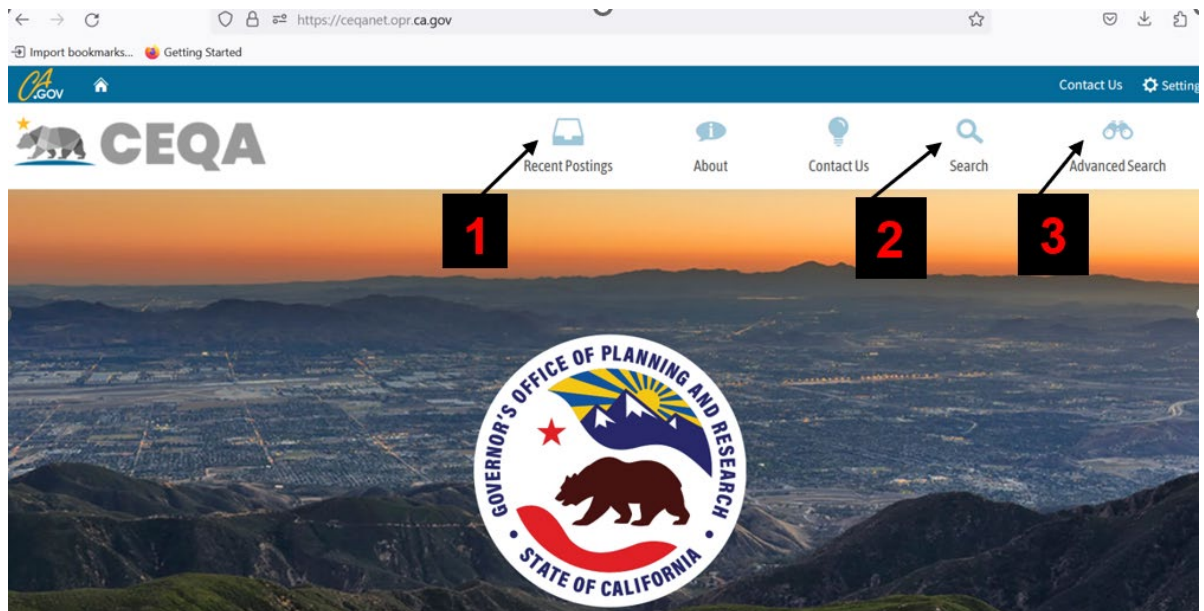 https://ceqanet.opr.ca.gov
Import bookmarks... Getting Started
CA.GOV Contact Us Setting
CEQA
Recent Postings About Contact Us Search Advanced Search
1 2 3
GOVERNOR'S OFFICE OF PLANNING AND RESEARCH
STATE OF CALIFORNIA